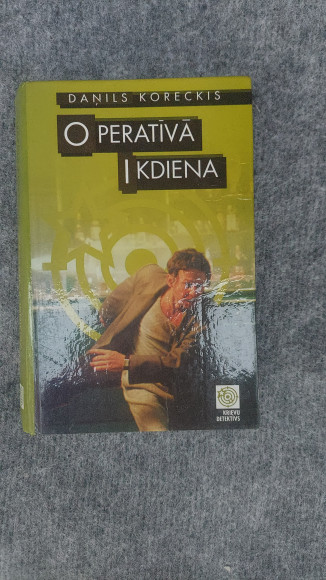 DAŅILS KORECKIS
OPERATĪVĀ
IKDIENA
KRIEVU
DETEKTĪVS